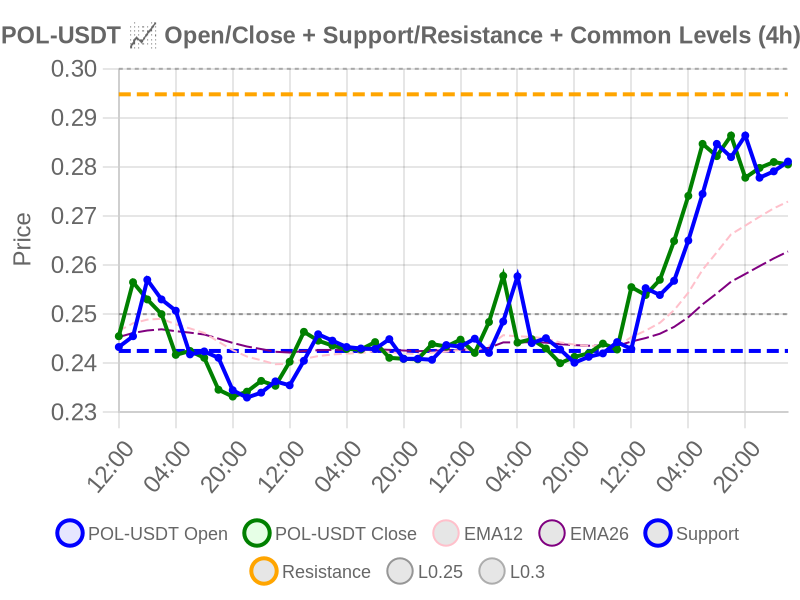 POL-USDT 📈 Open/Close + Support/Resistance + Common Levels (4h)
0.30
0.29
0.28
0.27
0.26
0.25
0.24
0.23
Price
12:00 04:00 20:00 12:00 04:00 20:00 12:00 04:00 20:00 12:00 04:00 20:00
POL-USDT Open POL-USDT Close EMA12 EMA26 Support
Resistance L0.25 L0.3